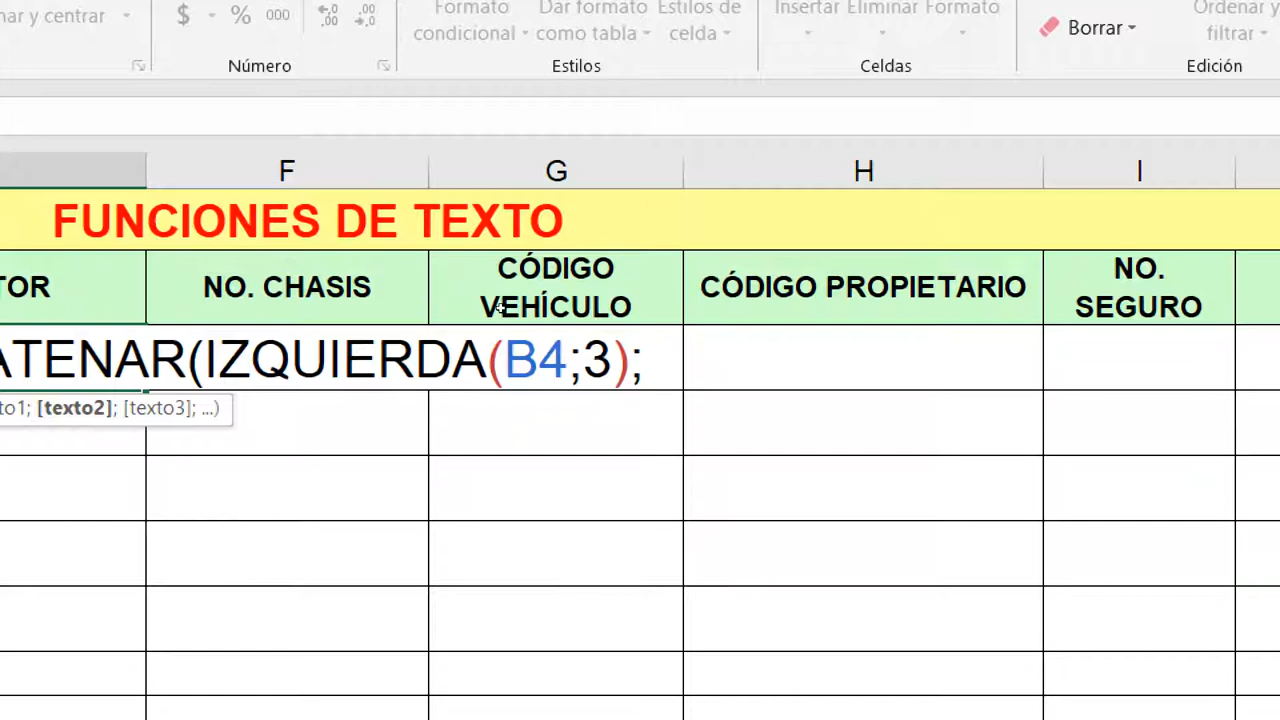 nar y centrar
$ % 000
Formato condicional
Dar formato como tabla
Estilos de celda
Insertar Eliminar Formato
Borrar
Ordenar y
filtrar
Número
Estilos
Celdas
Edición
F G H I
FUNCIONES DE TEXTO
TOR
NO. CHASIS
CÓDIGO
VEHÍCULO
CÓDIGO PROPIETARIO
NO.
SEGURO
ATENAR(IZQUIERDA(B4;3);
to1; [texto2]; [texto3]; ...)